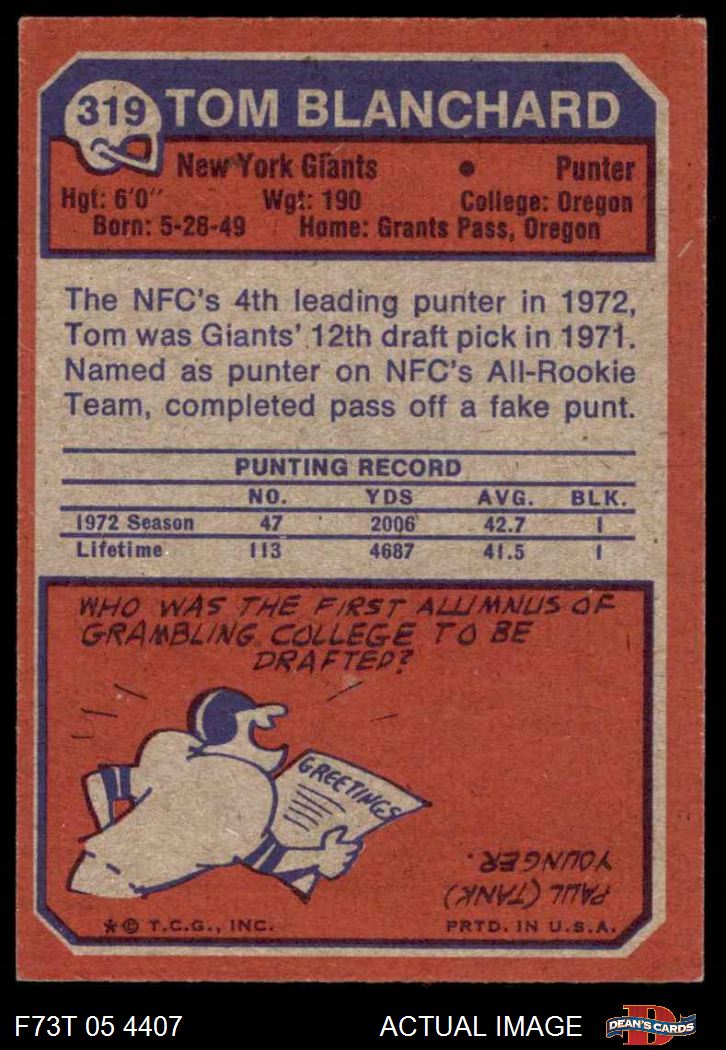 319 TOM BLANCHARD
New York Giants • Punter
Hgt: 6'0" Wgt: 190 College: Oregon
Born: 5-28-49 Home: Grants Pass, Oregon
The NFC's 4th leading punter in 1972,
Tom was Giants' 12th draft pick in 1971.
Named as punter on NFC's All-Rookie
Team, completed pass off a fake punt.
PUNTING RECORD
NO. YDS AVG. BLK.
1972 Season 47 2006 42.7 1
Lifetime 113 4687 41.5 1
WHO WAS THE FIRST ALUMNUS OF
GRAMBLING COLLEGE TO BE
DRAFTED?
GREETINGS
PAUL (TANK)
YOUNGER.
*© T.C.G., INC. PRTD. IN U.S.A.
F73T 05 4407 ACTUAL IMAGE D DEAN'S CARDS